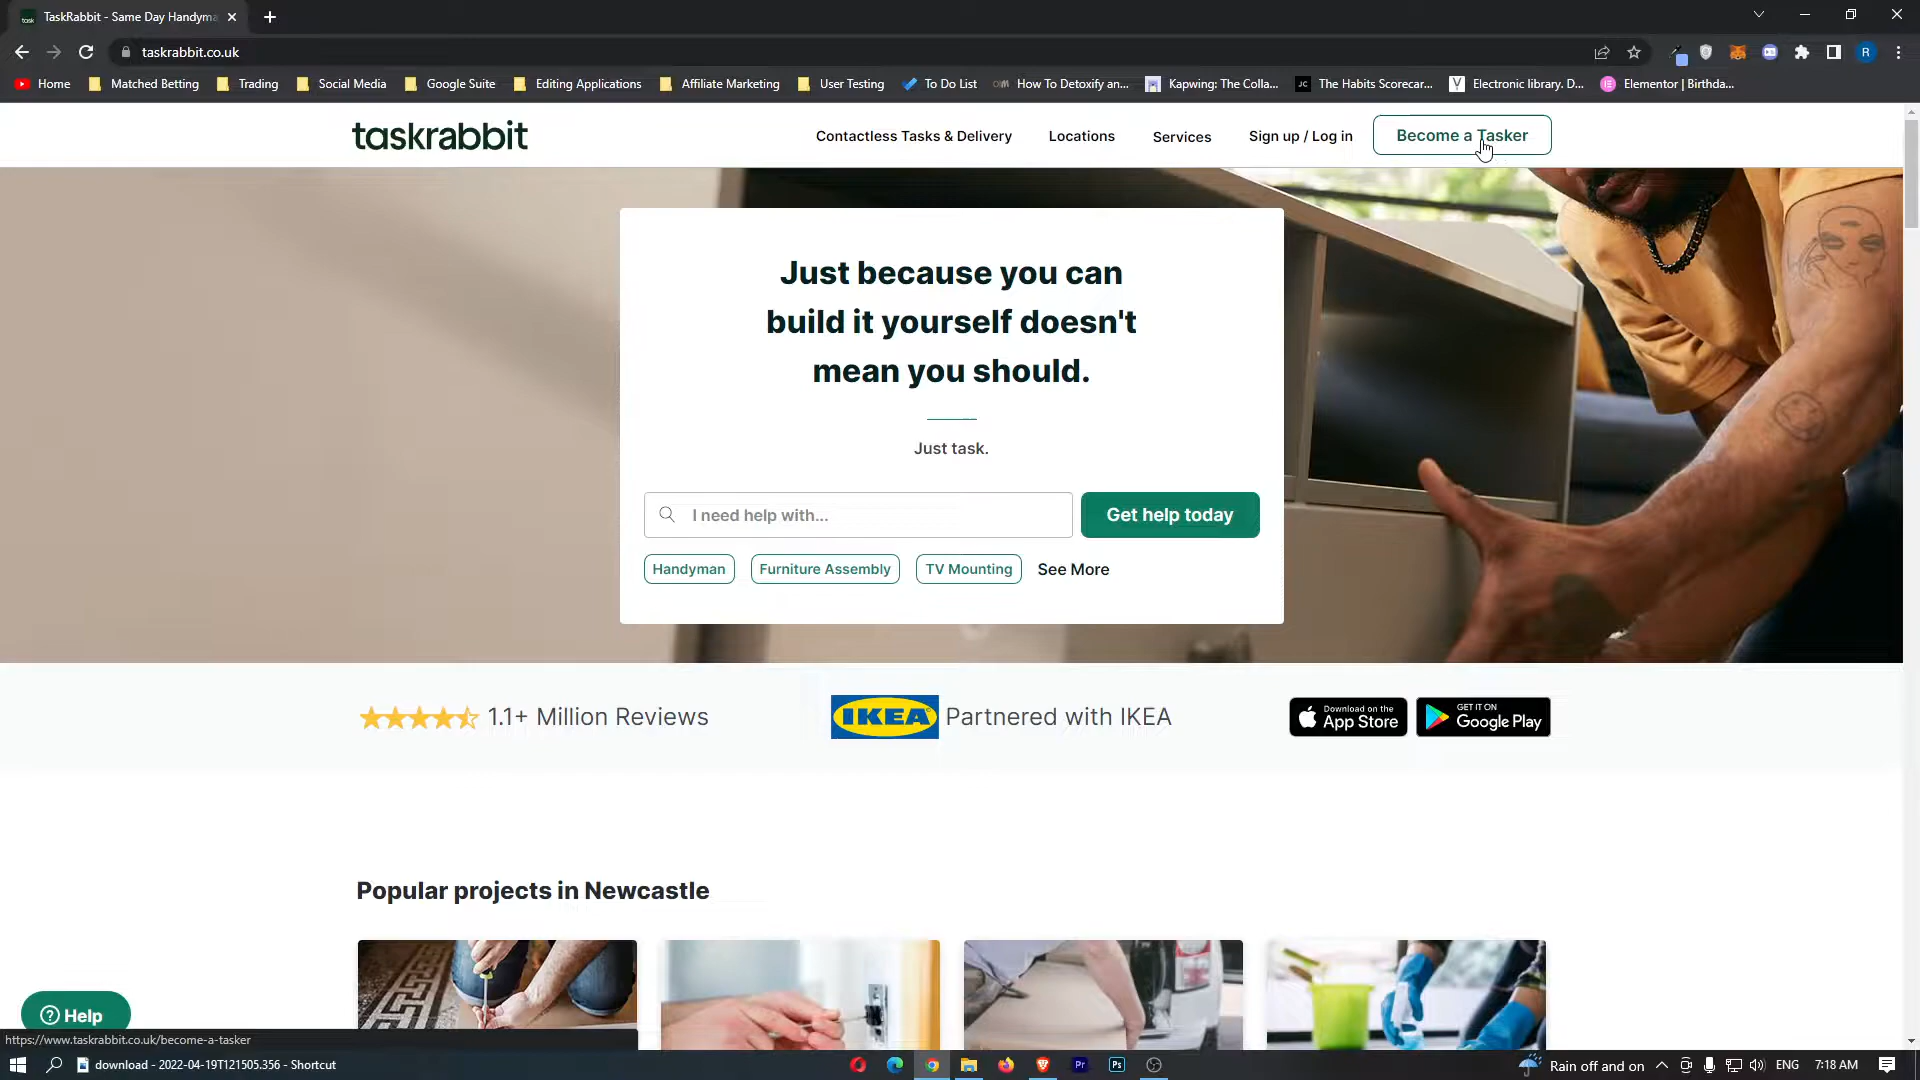 task
TaskRabbit - Same Day Handyma
taskrabbit.co.uk
R
Home
Matched Betting
Trading
Social Media
Google Suite
Editing Applications
Affiliate Marketing
User Testing
To Do List
How To Detoxify an...
Kapwing: The Colla...
JC
The Habits Scorecar...
Electronic library. D...
Elementor | Birthda...
taskrabbit
Contactless Tasks & Delivery
Locations
Services
Sign up / Log in
Become a Tasker
Just because you can
build it yourself doesn't
mean you should.
Just task.
I need help with...
Get help today
Handyman
Furniture Assembly
TV Mounting
See More
1.1+ Million Reviews
IKEA
Partnered with IKEA
Download on the
App Store
GET IT ON
Google Play
Popular projects in Newcastle
Help
https://www.taskrabbit.co.uk/become-a-tasker
download - 2022-04-19T121505.356 - Shortcut
Pr
Ps
Rain off and on
ENG
7:18 AM